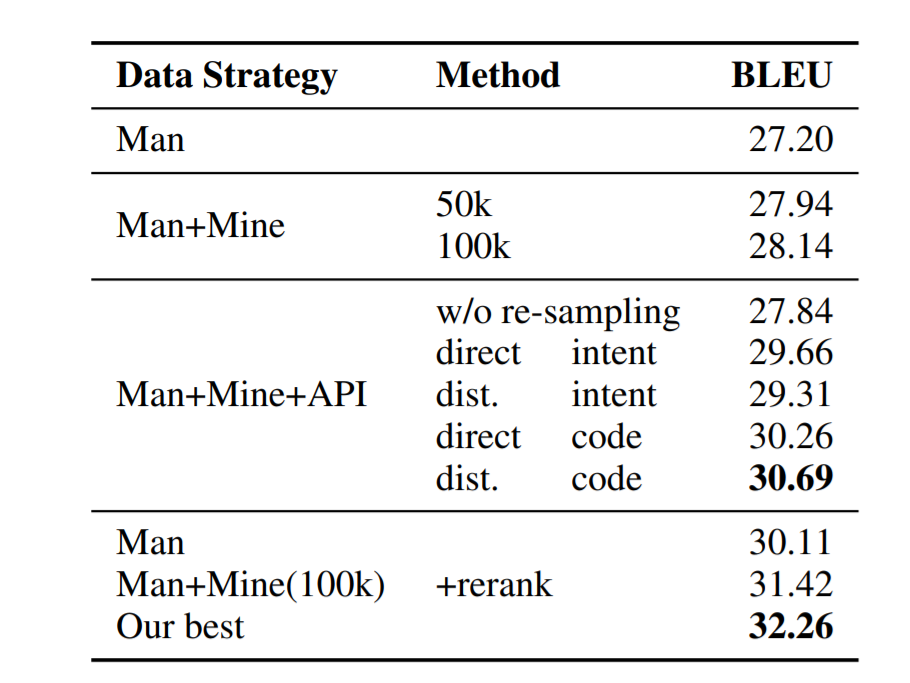 Data Strategy Method BLEU
Man 27.20
Man+Mine 50k 27.94
100k 28.14
Man+Mine+API w/o re-sampling 27.84
direct intent 29.66
dist. intent 29.31
direct code 30.26
dist. code 30.69
Man 30.11
Man+Mine(100k) +rerank 31.42
Our best 32.26